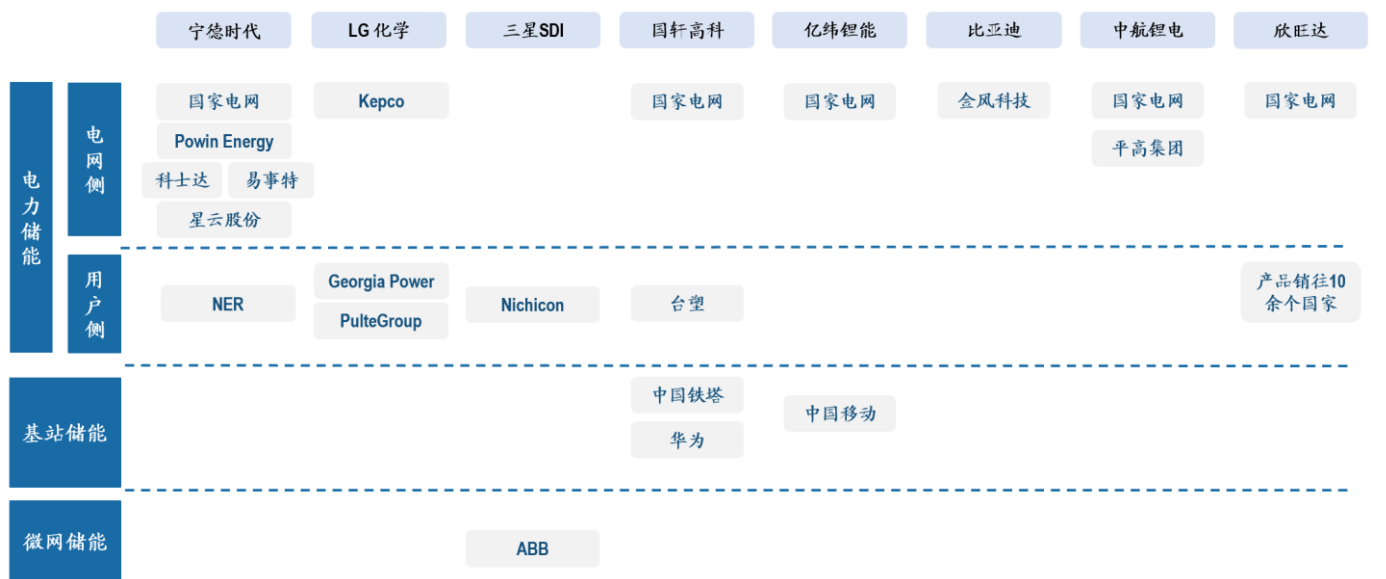 宁德时代
LG 化学
三星SDI
国轩高科
亿纬锂能
比亚迪
中航锂电
欣旺达
电力储能
电网侧
国家电网
Kepco
国家电网
国家电网
金风科技
国家电网
国家电网
Powin Energy
平高集团
科士达
易事特
星云股份
用户侧
NER
Georgia Power
PulteGroup
Nichicon
台塑
产品销往10
余个国家
基站储能
中国铁塔
华为
中国移动
微网储能
ABB